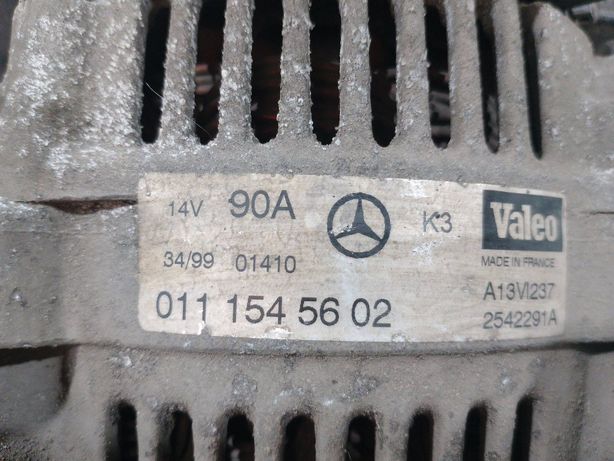 14V 90A K3 Valeo
MADE IN FRANCE
34/99 01410 A13VI237
011 154 56 02 2542291A